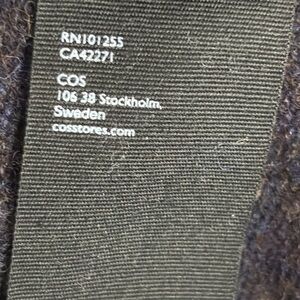 RN101255
CA42271
COS
106 38 Stockholm,
Sweden
cosstores.com